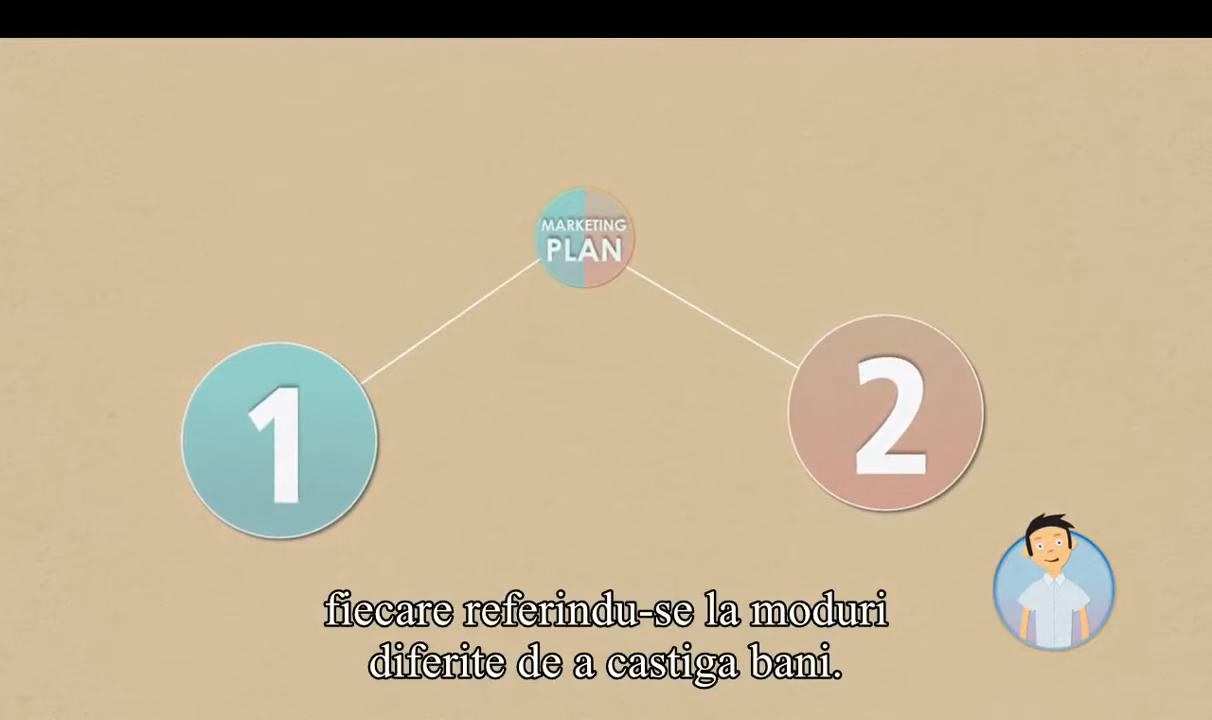 MARKETING
PLAN
1
2
fiecare referindu-se la moduri
diferite de a castiga bani.